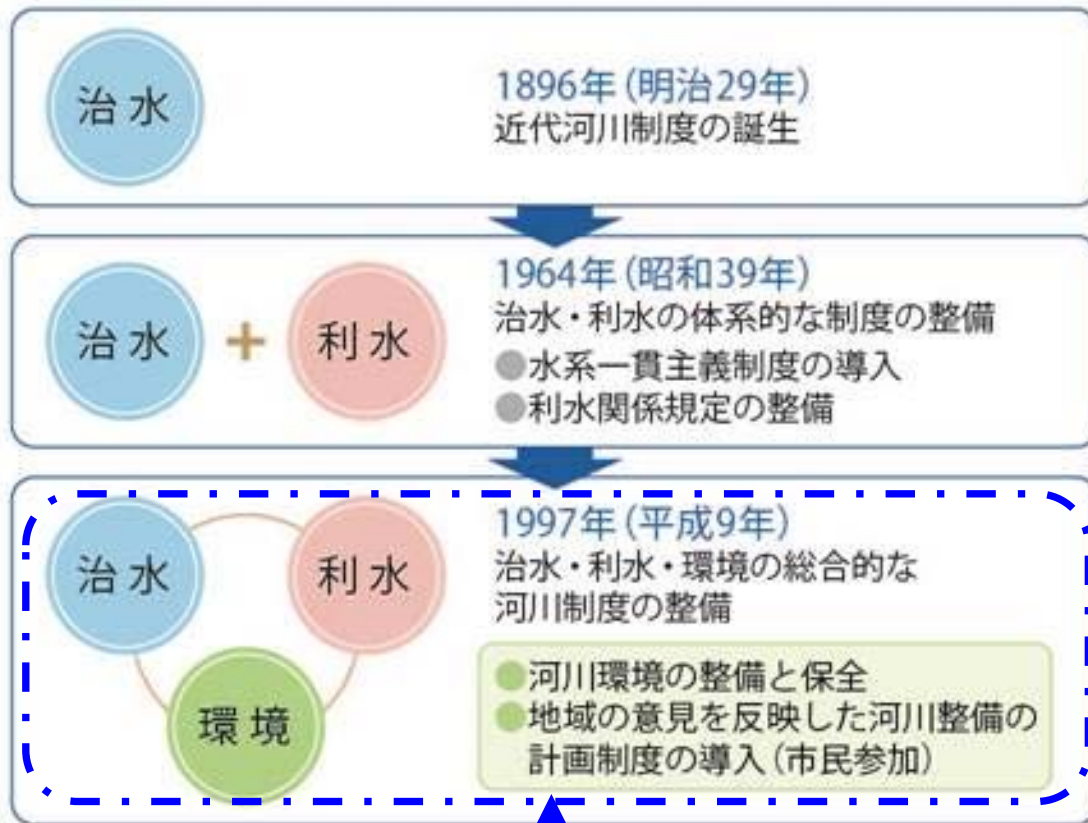 治水
1896年(明治29年)
近代河川制度の誕生
治水
+
利水
1964年(昭和39年)
治水・利水の体系的な制度の整備
●水系一貫主義制度の導入
●利水関係規定の整備
治水
利水
環境
1997年(平成9年)
治水・利水・環境の総合的な
河川制度の整備
●河川環境の整備と保全
●地域の意見を反映した河川整備の
計画制度の導入(市民参加)